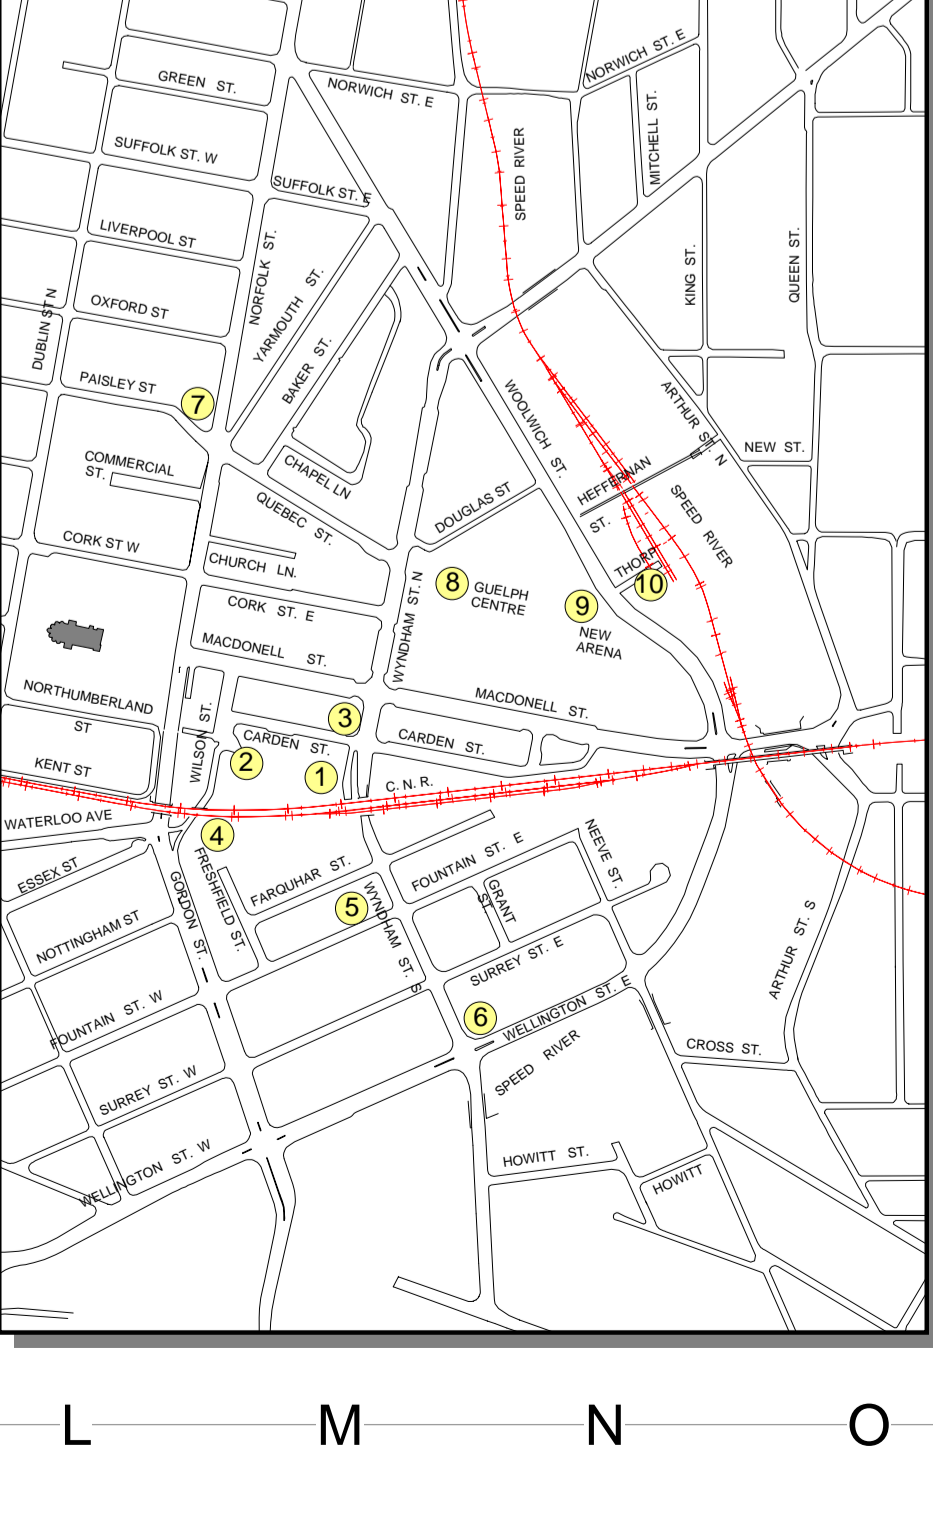 NORWICH ST. E
GREEN ST.
NORWICH ST. E
MITCHELL ST.
SPEED RIVER
SUFFOLK ST. W
SUFFOLK ST. E
LIVERPOOL ST
NORFOLK ST.
YARMOUTH ST.
KING ST.
QUEEN ST.
OXFORD ST
DUBLIN ST N
BAKER ST.
PAISLEY ST
7
WOOLWICH ST.
ARTHUR ST. N
NEW ST.
COMMERCIAL
ST.
CHAPEL LN
HEFFERNAN
ST.
QUEBEC ST.
DOUGLAS ST
SPEED RIVER
CORK ST W
CHURCH LN.
THORP
8
GUELPH
CENTRE
10
9
CORK ST. E
WYNDHAM ST. N
NEW
ARENA
MACDONELL ST.
NORTHUMBERLAND
ST
MACDONELL ST.
3
WILSON ST.
CARDEN ST.
CARDEN ST.
2
1
KENT ST
C.N.R.
WATERLOO AVE
4
ESSEX ST
FRESHFIELD ST.
GORDON ST.
FARQUHAR ST.
FOUNTAIN ST. E
NEEVE ST.
GRANT
ST.
5
WYNDHAM ST. S
NOTTINGHAM ST
ARTHUR ST. S
SURREY ST. E
6
WELLINGTON ST. E
FOUNTAIN ST. W
SPEED RIVER
CROSS ST.
SURREY ST. W
HOWITT ST.
HOWITT
WELLINGTON ST. W
L M N O